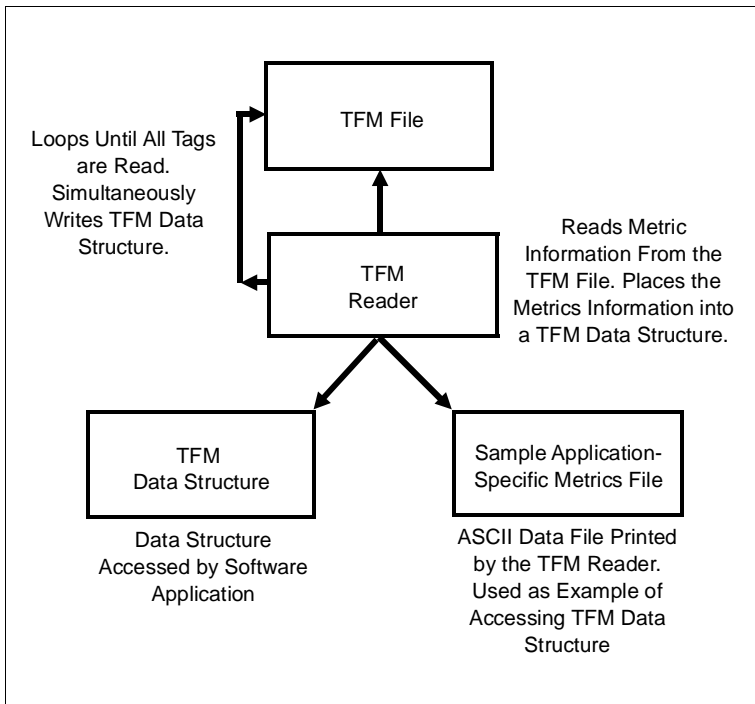 TFM File
Loops Until All Tags
are Read.
Simultaneously
Writes TFM Data
Structure.
TFM
Reader
Reads Metric
Information From the
TFM File. Places the
Metrics Information into
a TFM Data Structure.
TFM
Data Structure
Sample Application-
Specific Metrics File
Data Structure
Accessed by Software
Application
ASCII Data File Printed
by the TFM Reader.
Used as Example of
Accessing TFM Data
Structure